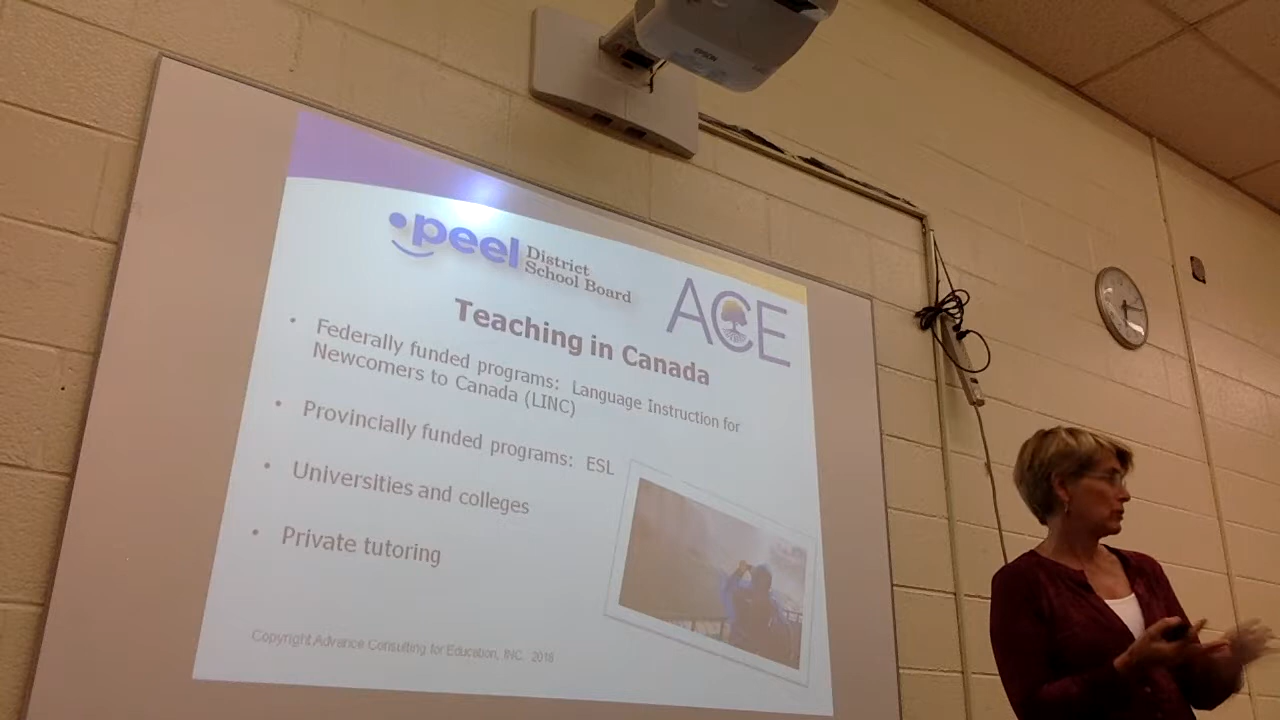 EPSON
peel District
School Board
ACE
Teaching in Canada
• Federally funded programs: Language Instruction for
Newcomers to Canada (LINC)
• Provincially funded programs: ESL
• Universities and colleges
• Private tutoring
Copyright Advance Consulting for Education, INC. 2018